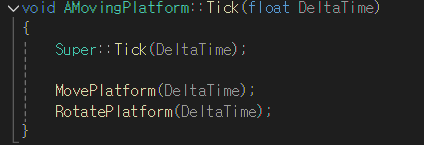 void AMovingPlatform::Tick(float DeltaTime)
{
    Super::Tick(DeltaTime);

    MovePlatform(DeltaTime);
    RotatePlatform(DeltaTime);
}